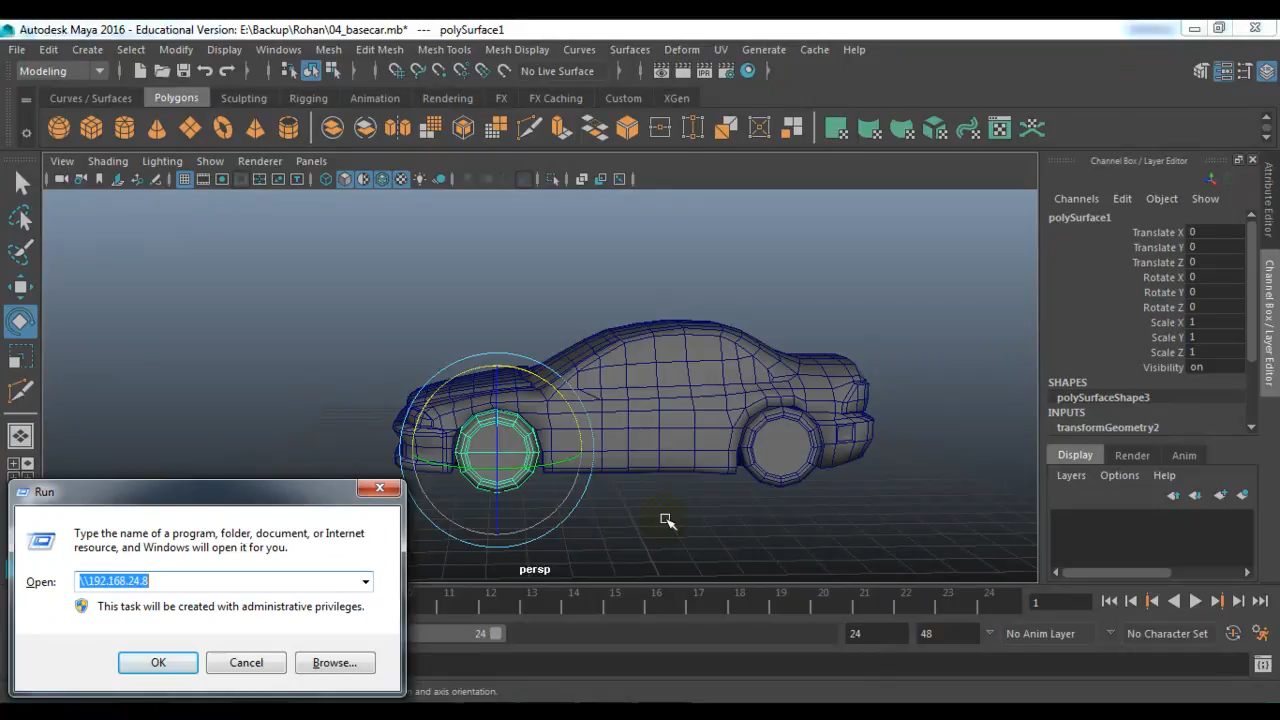 Autodesk Maya 2016 - Educational Version: E:\Backup\Rohan\04_basecar.mb* --- polySurface1
File Edit Create Select Modify Display Windows Mesh Edit Mesh Mesh Tools Mesh Display Curves Surfaces Deform UV Generate Cache Help
Modeling No Live Surface
Curves / Surfaces Polygons Sculpting Rigging Animation Rendering FX FX Caching Custom XGen
View Shading Lighting Show Renderer Panels
Channel Box / Layer Editor
Channels Edit Object Show
polySurface1
Translate X 0
Translate Y 0
Translate Z 0
Rotate X 0
Rotate Y 0
Rotate Z 0
Scale X 1
Scale Y 1
Scale Z 1
Visibility on
SHAPES
polySurfaceShape3
INPUTS
transformGeometry2
Display Render Anim
Layers Options Help
Attribute Editor
Channel Box / Layer Editor
persp
Run
Type the name of a program, folder, document, or Internet
resource, and Windows will open it for you.
Open: \\192.168.24.8
This task will be created with administrative privileges.
OK Cancel Browse...
11 12 13 14 15 16 17 18 19 20 21 22 23 24
1
24 24 48 No Anim Layer No Character Set
and axis orientation.